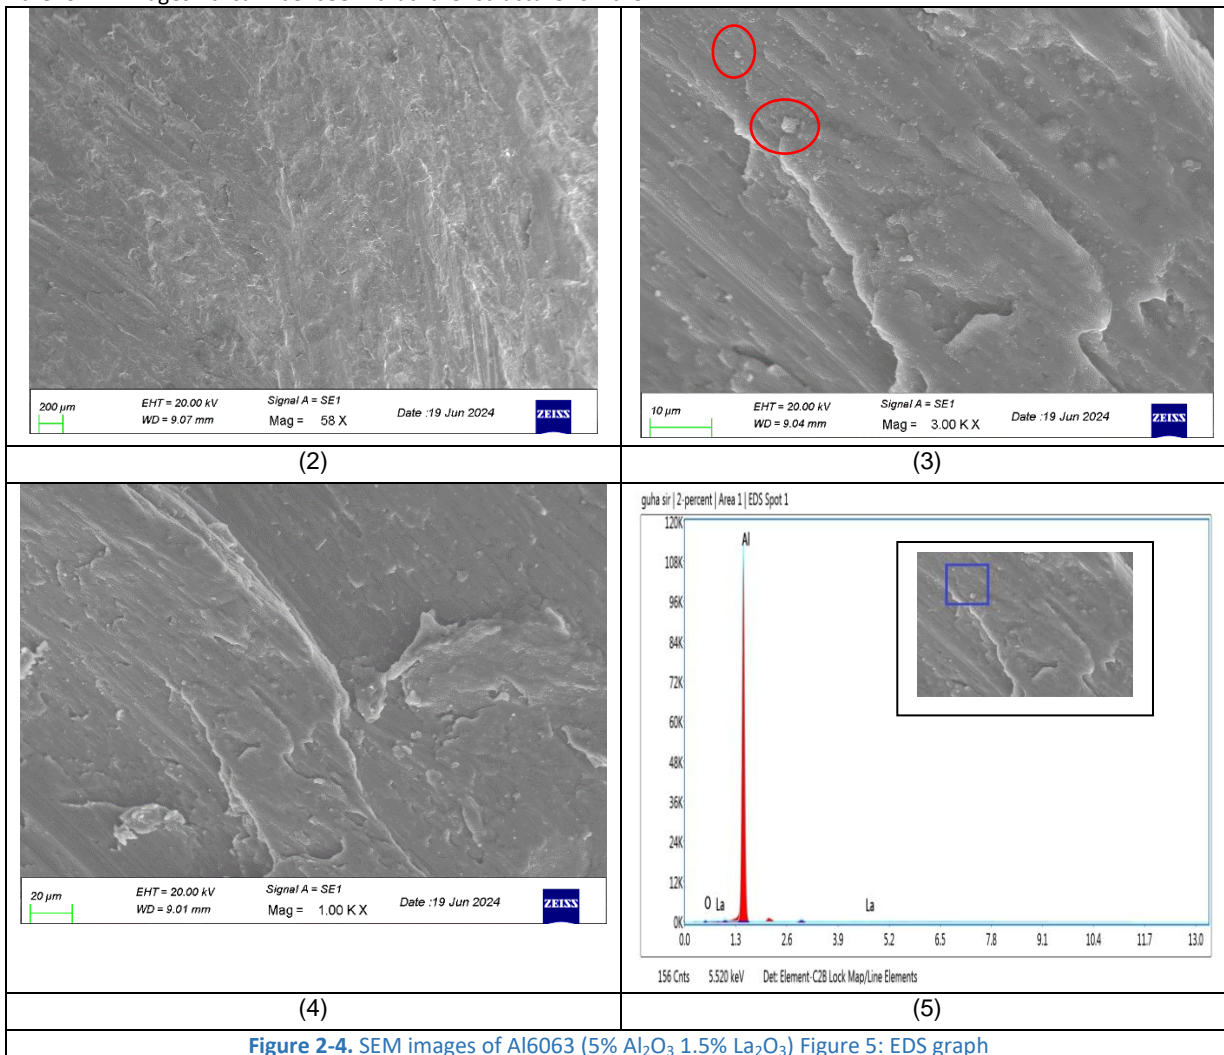 200 µm
EHT = 20.00 kV
WD = 9.07 mm
Signal A = SE1
Mag = 58 X
Date :19 Jun 2024
ZEISS
10 µm
EHT = 20.00 kV
WD = 9.04 mm
Signal A = SE1
Mag = 3.00 K X
Date :19 Jun 2024
ZEISS
(2)
(3)
20 µm
EHT = 20.00 kV
WD = 9.01 mm
Signal A = SE1
Mag = 1.00 K X
Date :19 Jun 2024
ZEISS
guha sir | 2-percent | Area 1 | EDS Spot 1
120K
108K
96K
84K
72K
60K
48K
36K
24K
12K
0K
Al
O La
La
0.0 1.3 2.6 3.9 5.2 6.5 7.8 9.1 10.4 11.7 13.0
156 Cnts 5.520 keV Det: Element-C2B Lock Map/Line Elements
(4)
(5)
Figure 2-4. SEM images of Al6063 (5% Al₂O₃ 1.5% La₂O₃) Figure 5: EDS graph